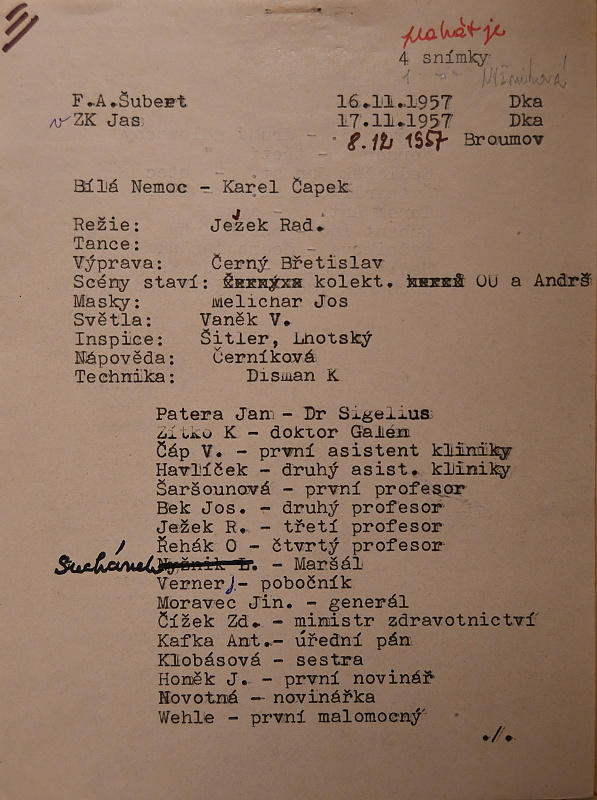 plakát je
4 snímky
F.A.Šubert 16.11.1957 Dka
v ZK Jas 17.11.1957 Dka
8.12 1957 Broumov
Bílá Nemoc - Karel Čapek
Režie: Ježek Rad.
Tance:
Výprava: Černý Břetislav
Scény staví: kolekt. OÚ a Andrš
Masky: Melichar Jos
Světla: Vaněk V.
Inspice: Šitler, Lhotský
Nápověda: Černíková
Technika: Disman K
Patera Jan - Dr Sigelius
Zítko K - doktor Galén
Čáp V. - první asistent kliniky
Havlíček - druhý asist. kliniky
Šaršounová - první profesor
Bek Jos. - druhý profesor
Ježek R. - třetí profesor
Řehák O - čtvrtý profesor
Suchánek Nyžnik L. - Maršál
Verner j - pobočník
Moravec Jin. - generál
Čížek Zd. - ministr zdravotnictví
Kafka Ant.- úřední pán
Klobásová - sestra
Honěk J. - první novinář
Novotná - novinářka
Wehle - první malomocný
./.